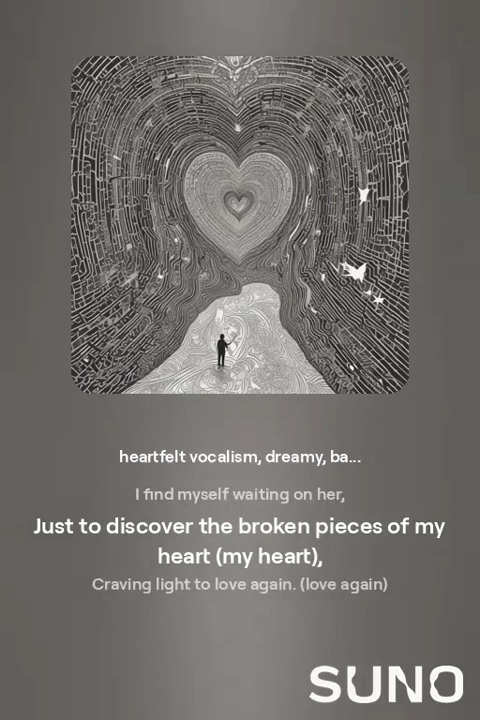 heartfelt vocalism, dreamy, ba...
I find myself waiting on her,
Just to discover the broken pieces of my
heart (my heart),
Craving light to love again. (love again)
SUNO